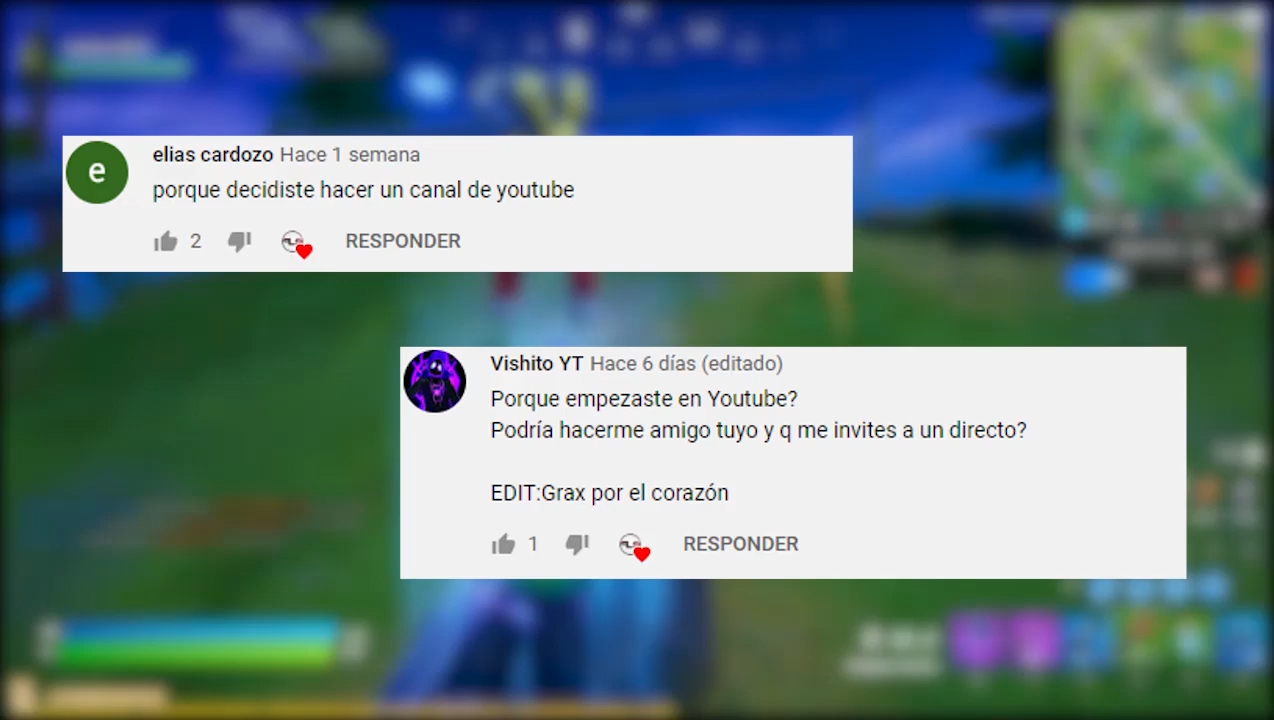 elias cardozo Hace 1 semana
porque decidiste hacer un canal de youtube
2 RESPONDER
Vishito YT Hace 6 días (editado)
Porque empezaste en Youtube?
Podría hacerme amigo tuyo y q me invites a un directo?
EDIT:Grax por el corazón
1 RESPONDER